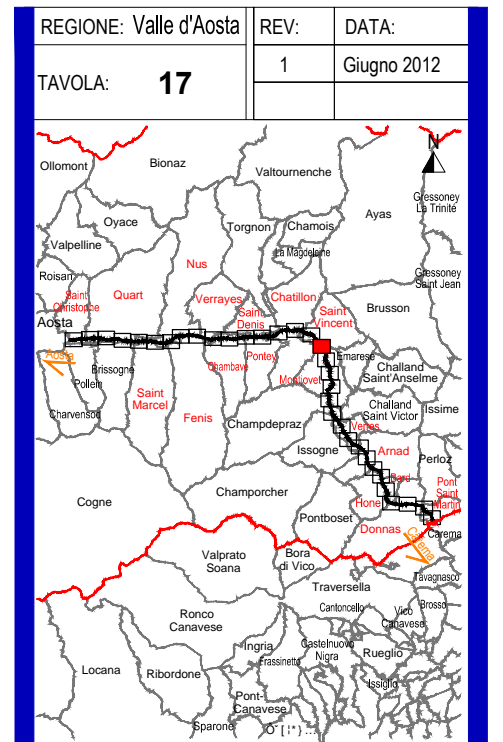 REGIONE: Valle d'Aosta
REV:
DATA:
TAVOLA: 17
1
Giugno 2012
N
Ollomont
Bionaz
Valtournenche
Gressoney
La Trinité
Ayas
Oyace
Torgnon
Chamois
Valpelline
La Magdeleine
Roisan
Nus
Gressoney
Saint Jean
Saint
Christophe
Quart
Verrayes
Chatillon
Saint
Denis
Saint
Vincent
Brusson
Aosta
Aosta
Brissogne
Chambave
Pontey
Emarese
Pollein
Montjovet
Challand
Saint'Anselme
Saint
Marcel
Charvensod
Fenis
Champdepraz
Challand
Saint Victor
Issime
Verres
Issogne
Arnad
Perloz
Bard
Cogne
Champorcher
Hone
Pont
Saint
Martin
Pontboset
Donnas
Carema
Carema
Valprato
Soana
Bora
di Vico
Tavagnasco
Traversella
Ronco
Canavese
Cantoncello
Vico
Canavese
Brosso
Ingria
Castelnuovo
Nigra
Frassinetto
Rueglio
Locana
Ribordone
Issiglio
Pont-
Canavese
Sparone